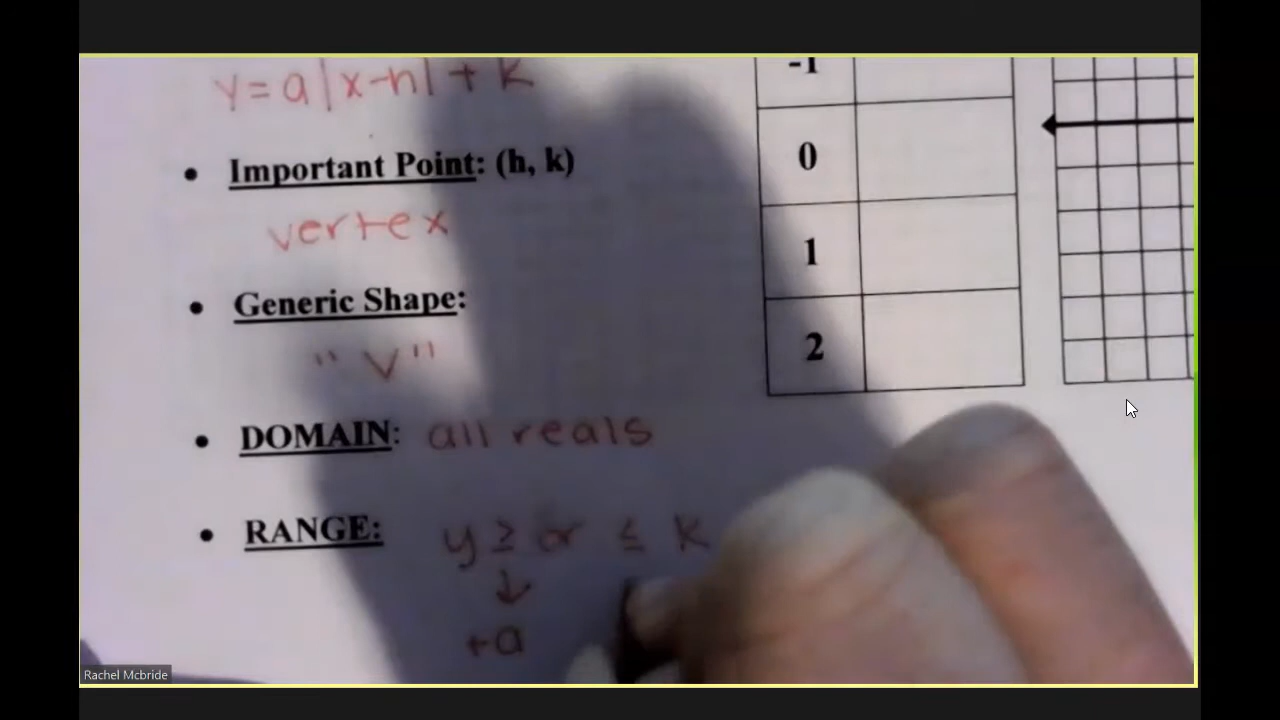 y=a|x-h|+k
-1
• Important Point: (h, k)
0
vertex
1
• Generic Shape:
"V"
2
• DOMAIN: all reals
• RANGE: y ≥ or ≤ k
↓
+a
Rachel Mcbride